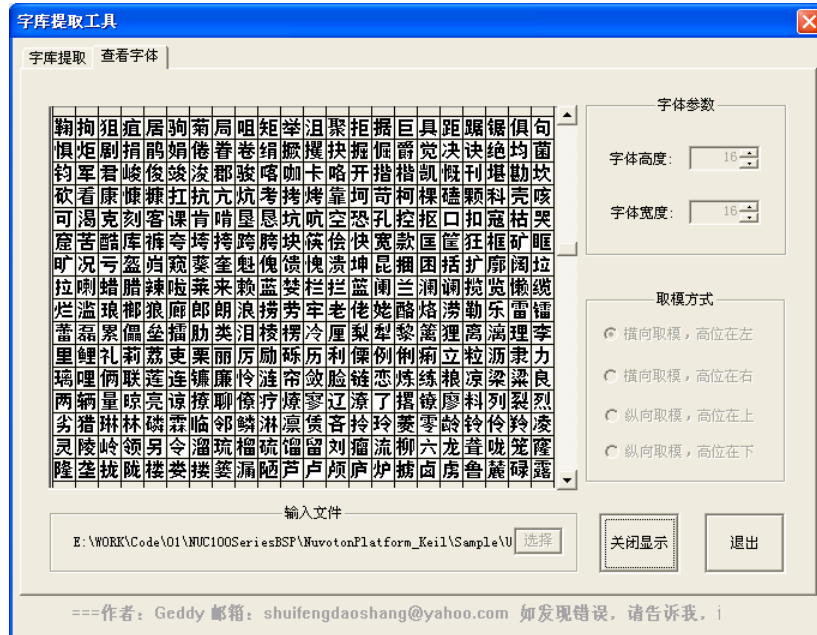 字库提取工具
字库提取
查看字体
鞠拘狙疽居驹菊局咀矩举沮聚拒据巨具距踞锯俱句
惧炬剧捐鹃娟倦眷卷绢撅攫抉掘倔爵觉决诀绝均菌
钧军君峻俊竣浚郡骏喀咖卡咯开揩楷凯慨刊堪勘坎
砍看康慷糠扛抗亢炕考拷烤靠坷苛柯棵磕颗科壳咳
可渴克刻客课肯啃垦恳坑吭空恐孔控抠口扣寇枯哭
窟苦酷库裤夸垮挎跨胯块筷侩快宽款匡筐狂框矿眶
旷况亏盔岿窥葵奎魁傀馈愧溃坤昆捆困括扩廓阔垃
拉喇蜡腊辣啦莱来赖蓝婪栏拦篮阑兰澜谰揽览懒缆
烂滥琅榔狼廊郎朗浪捞劳牢老佬姥酪烙涝勒乐雷镭
蕾磊累儡垒擂肋类泪棱楞冷厘梨犁黎篱狸离漓理李
里鲤礼莉荔吏栗丽厉励砾历利傈例俐痢立粒沥隶力
璃哩俩联莲连镰廉怜涟帘敛脸链恋炼练粮凉梁粱良
两辆量晾亮谅撩聊僚疗燎寥辽潦了撂镣廖料列裂烈
劣猎琳林磷霖临邻鳞淋凛赁吝拎玲菱零龄铃伶羚凌
灵陵岭领另令溜琉榴硫馏留刘瘤流柳六龙聋咙笼窿
隆垄拢陇楼娄搂篓漏陋芦卢颅庐炉掳卤虏鲁麓碌露
字体参数
字体高度： 16
字体宽度： 16
取模方式
横向取模，高位在左
横向取模，高位在右
纵向取模，高位在上
纵向取模，高位在下
输入文件
E:\WORK\Code\01\NUC100SeriesBSP\NuvotonPlatform_Keil\Sample\U
选择
关闭显示
退出
===作者：Geddy 邮箱：shuifengdaoshang@yahoo.com 如发现错误，请告诉我，i